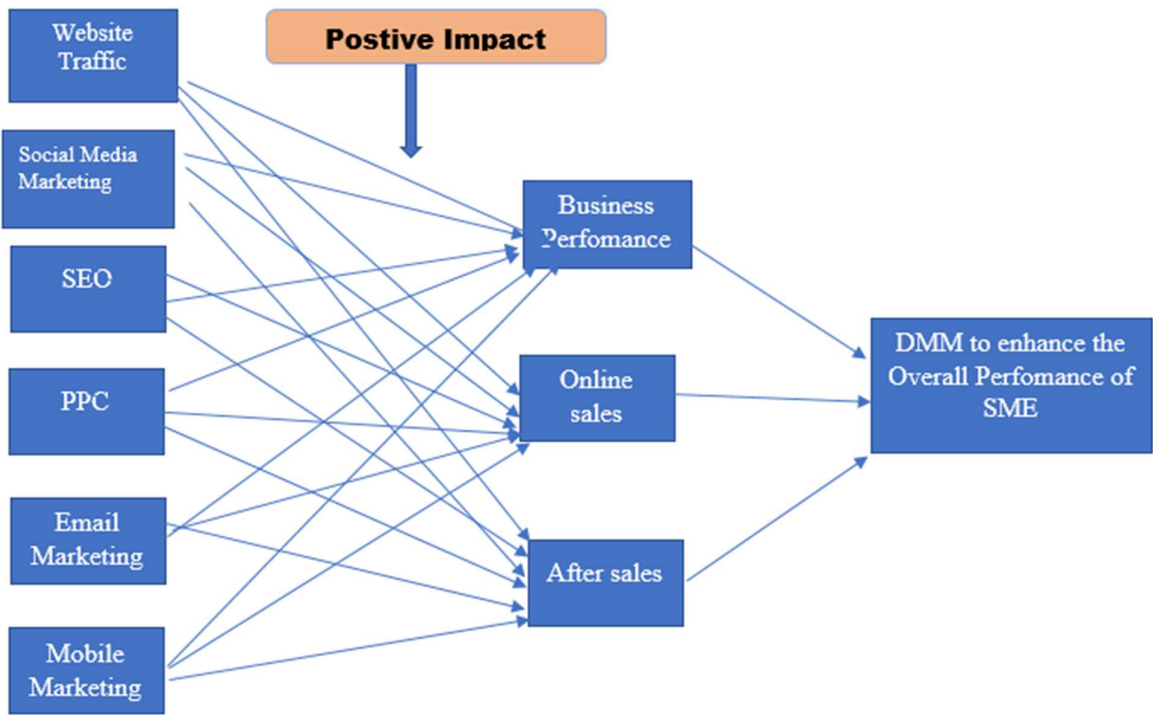 Website
Traffic
Postive Impact
Social Media
Marketing
SEO
PPC
Email
Marketing
Mobile
Marketing
Business
Perfomance
Online
sales
After sales
DMM to enhance the
Overall Perfomance of
SME